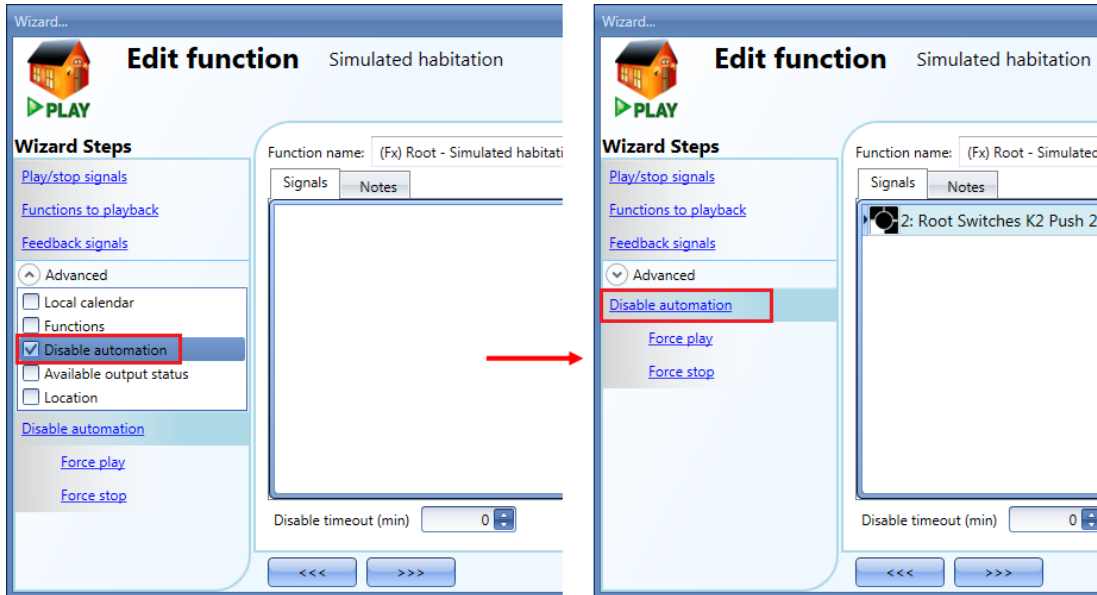 Wizard...
Edit function Simulated habitation
PLAY
Wizard Steps
Play/stop signals
Functions to playback
Feedback signals
Advanced
Local calendar
Functions
Disable automation
Available output status
Location
Disable automation
Force play
Force stop
Function name: (Fx) Root - Simulated habitati
Signals Notes
Disable timeout (min) 0
<<< >>>
Wizard...
Edit function Simulated habitation
PLAY
Wizard Steps
Play/stop signals
Functions to playback
Feedback signals
Advanced
Disable automation
Force play
Force stop
Function name: (Fx) Root - Simulated
Signals Notes
2: Root Switches K2 Push 2
Disable timeout (min) 0
<<< >>>